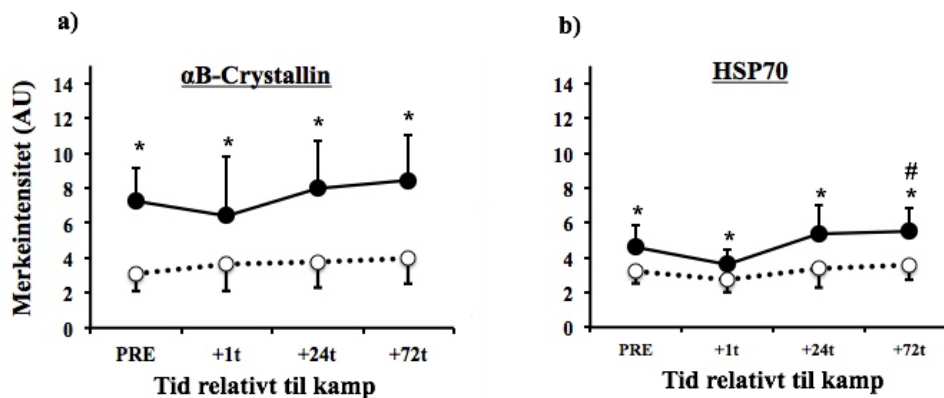 a)
αB-Crystallin
Merkeintensitet (AU)
14
12
10
8
6
4
2
0
* * * *
PRE +1t +24t +72t
Tid relativt til kamp
b)
HSP70
14
12
10
8
6
4
2
0
#
* * * *
PRE +1t +24t +72t
Tid relativt til kamp